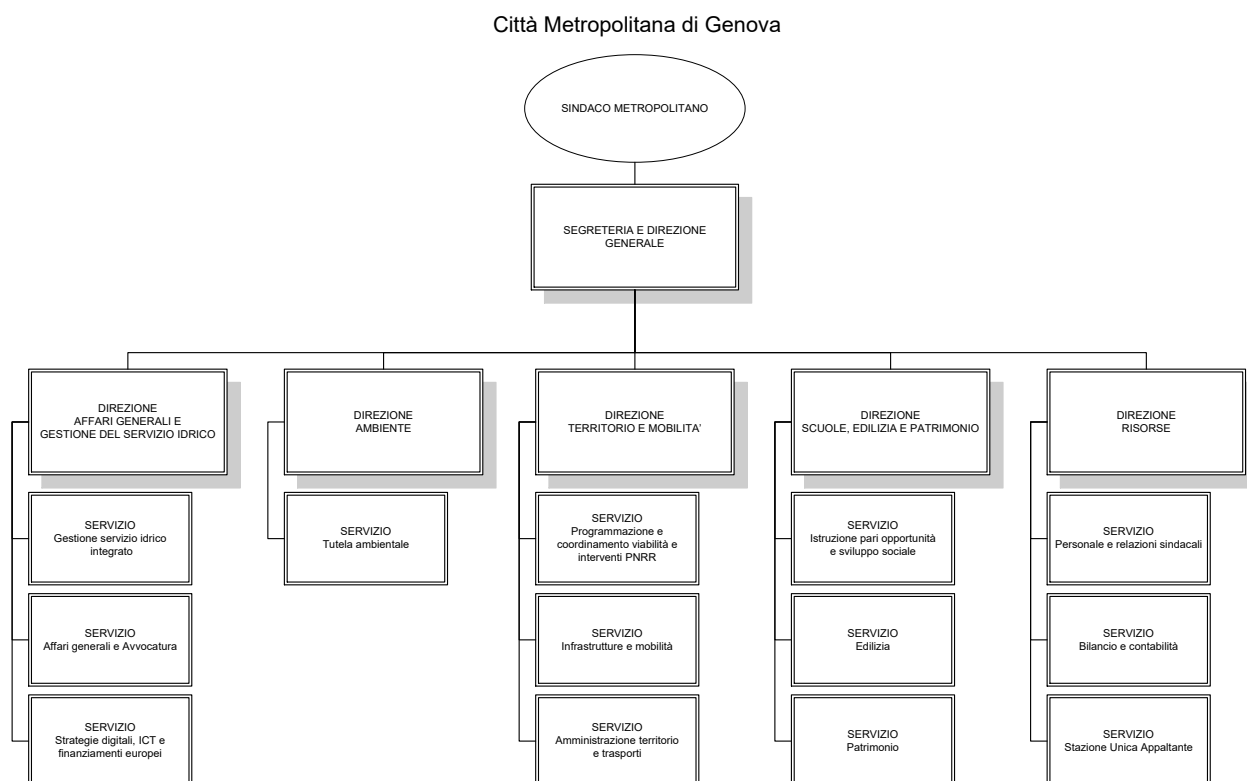 Città Metropolitana di Genova
SINDACO METROPOLITANO
SEGRETERIA E DIREZIONE
GENERALE
DIREZIONE
AFFARI GENERALI E
GESTIONE DEL SERVIZIO IDRICO
DIREZIONE
AMBIENTE
DIREZIONE
TERRITORIO E MOBILITA'
DIREZIONE
SCUOLE, EDILIZIA E PATRIMONIO
DIREZIONE
RISORSE
SERVIZIO
Gestione servizio idrico
integrato
SERVIZIO
Tutela ambientale
SERVIZIO
Programmazione e
coordinamento viabilità e
interventi PNRR
SERVIZIO
Istruzione pari opportunità
e sviluppo sociale
SERVIZIO
Personale e relazioni sindacali
SERVIZIO
Affari generali e Avvocatura
SERVIZIO
Infrastrutture e mobilità
SERVIZIO
Edilizia
SERVIZIO
Bilancio e contabilità
SERVIZIO
Strategie digitali, ICT e
finanziamenti europei
SERVIZIO
Amministrazione territorio
e trasporti
SERVIZIO
Patrimonio
SERVIZIO
Stazione Unica Appaltante